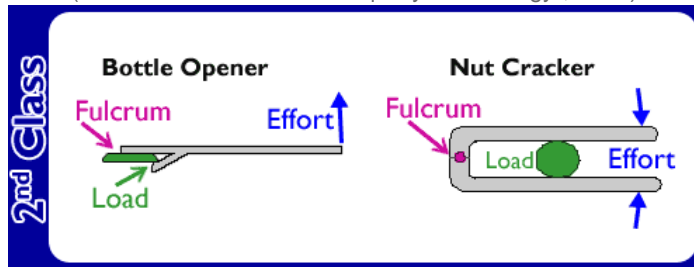 2nd Class
Bottle Opener
Fulcrum
Effort
Load
Nut Cracker
Fulcrum
Load
Effort